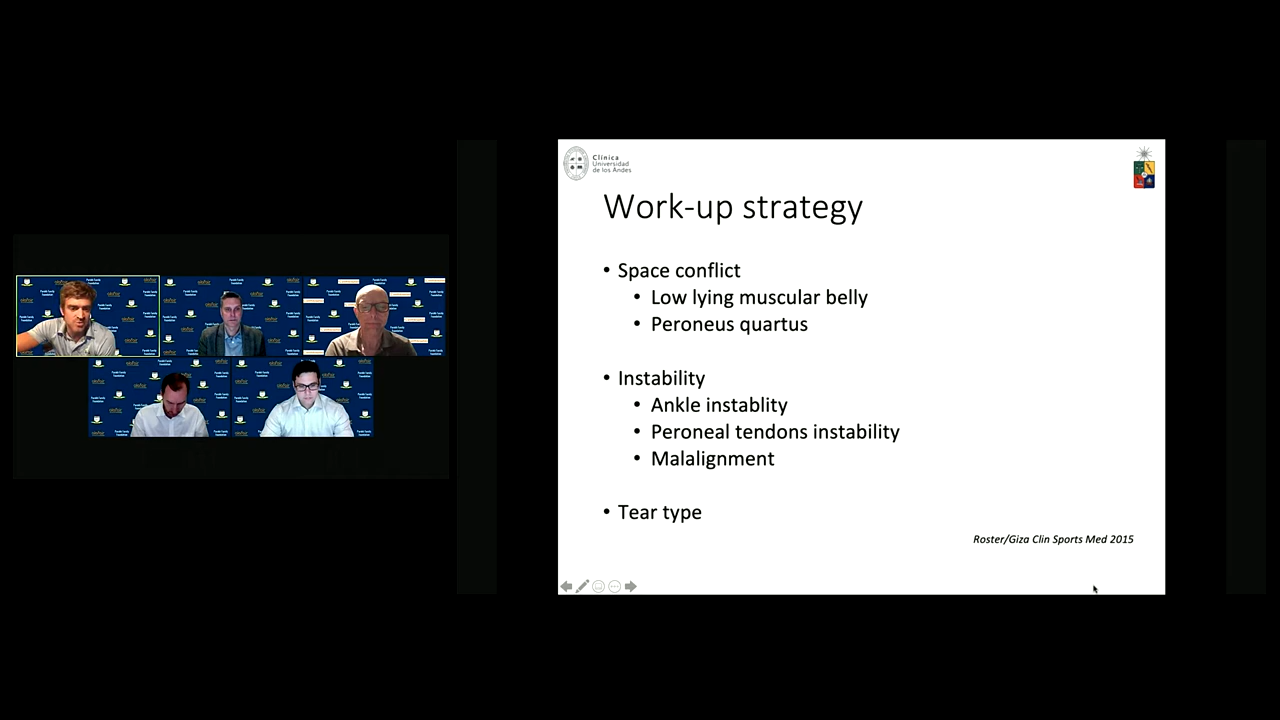 Clínica
Universidad
de los Andes
Work-up strategy
• Space conflict
• Low lying muscular belly
• Peroneus quartus
• Instability
• Ankle instablity
• Peroneal tendons instability
• Malalignment
• Tear type
Roster/Giza Clin Sports Med 2015